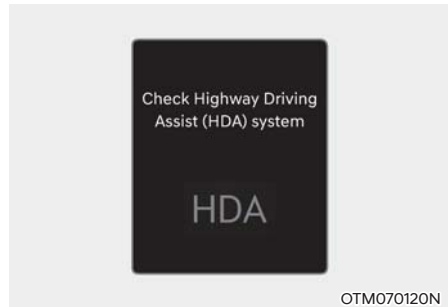 Check Highway Driving
Assist (HDA) system
HDA
OTM070120N